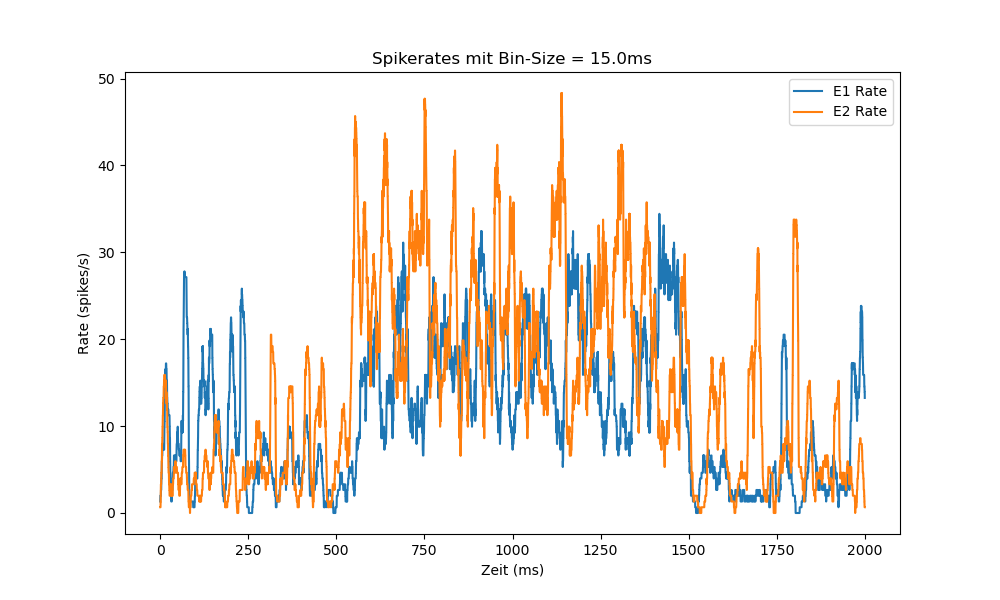 Spikerates mit Bin-Size = 15.0ms
E1 Rate
E2 Rate
Rate (spikes/s)
50
40
30
20
10
0
0 250 500 750 1000 1250 1500 1750 2000
Zeit (ms)